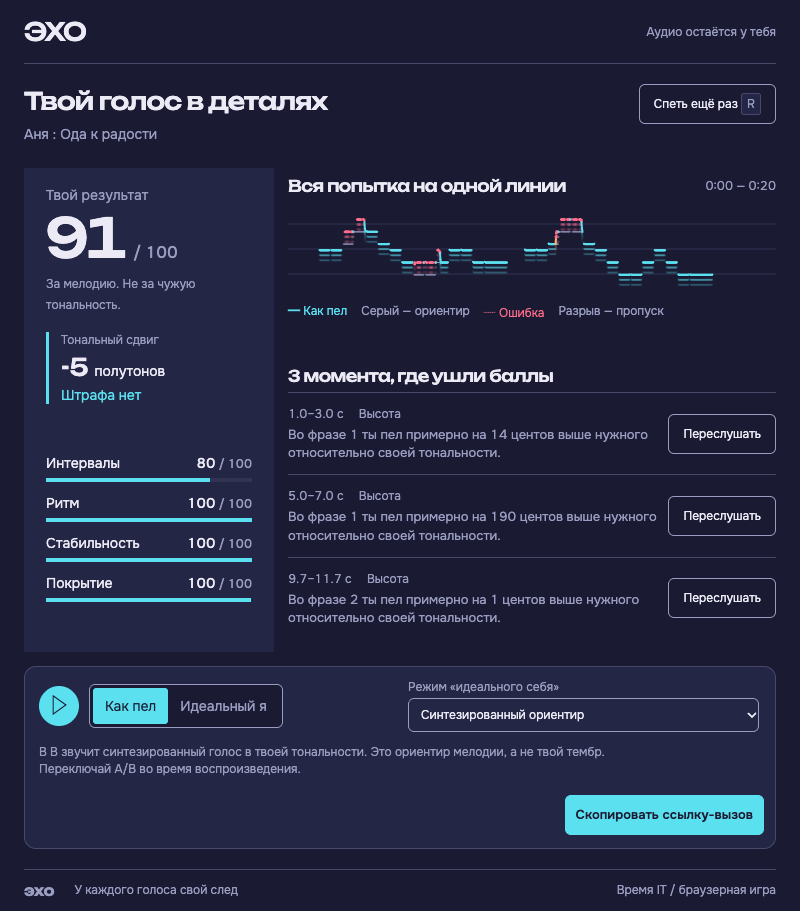 ЭХО
Аудио остаётся у тебя
Твой голос в деталях
Аня : Ода к радости
Спеть ещё раз R
Твой результат
91 / 100
За мелодию. Не за чужую
тональность.
Тональный сдвиг
-5 полутонов
Штрафа нет
Интервалы 80 / 100
Ритм 100 / 100
Стабильность 100 / 100
Покрытие 100 / 100
Вся попытка на одной линии
0:00 — 0:20
Как пел Серый — ориентир Ошибка Разрыв — пропуск
3 момента, где ушли баллы
1.0–3.0 с Высота
Во фразе 1 ты пел примерно на 14 центов выше нужного
относительно своей тональности.
Переслушать
5.0–7.0 с Высота
Во фразе 1 ты пел примерно на 190 центов выше нужного
относительно своей тональности.
Переслушать
9.7–11.7 с Высота
Во фразе 2 ты пел примерно на 1 центов выше нужного
относительно своей тональности.
Переслушать
Как пел Идеальный я
Режим «идеального себя»
Синтезированный ориентир
В B звучит синтезированный голос в твоей тональности. Это ориентир мелодии, а не твой тембр.
Переключай A/B во время воспроизведения.
Скопировать ссылку-вызов
ЭХО У каждого голоса свой след
Время IT / браузерная игра